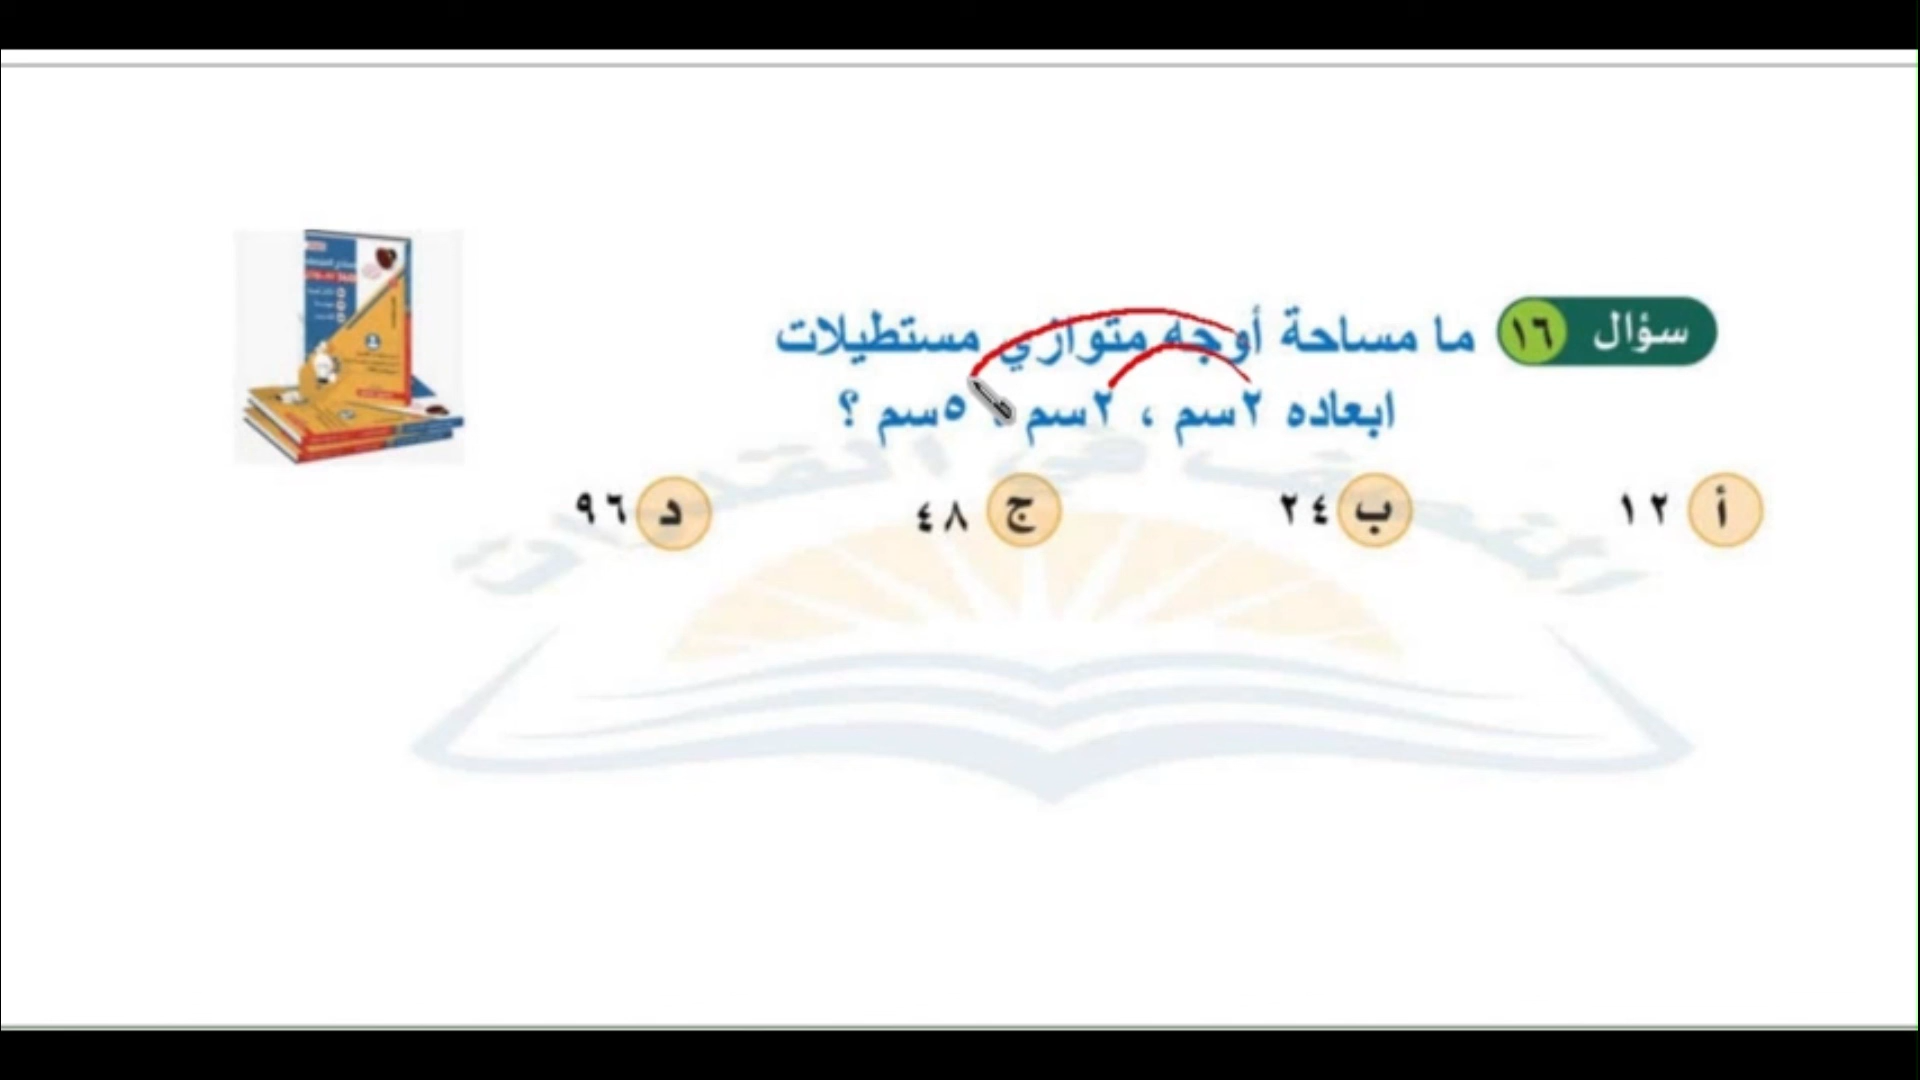 سؤال ١٦ ما مساحة أوجه متوازي مستطيلات
ابعاده ٢سم ، ٢سم ، ٥سم ؟
أ ١٢ ب ٢٤ ج ٤٨ د ٩٦